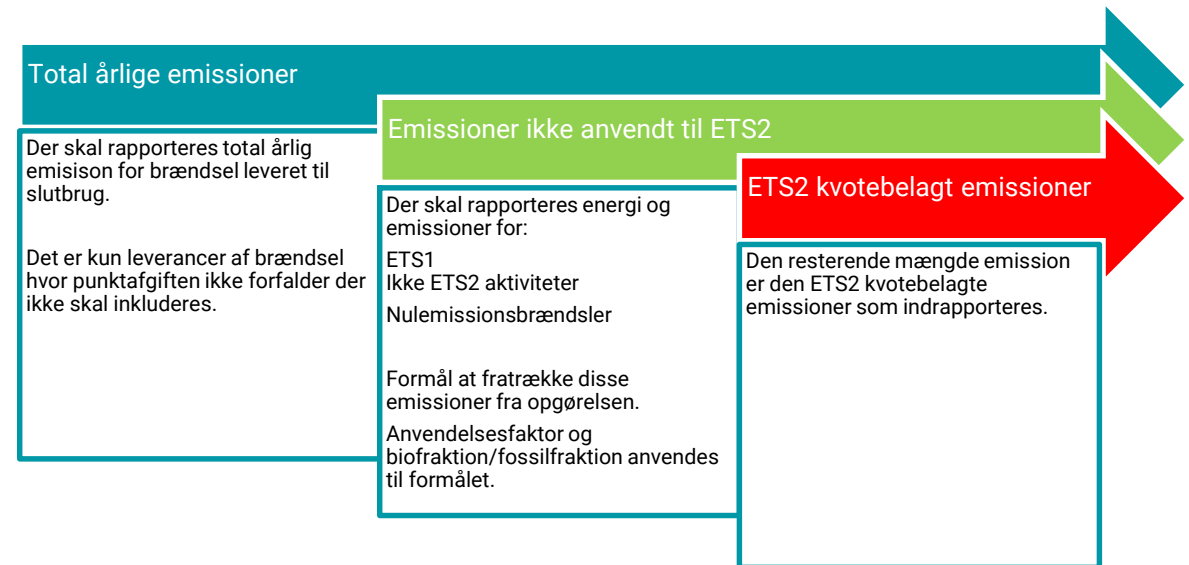 Total årlige emissioner
Der skal rapporteres total årlig
emisison for brændsel leveret til
slutbrug.
Det er kun leverancer af brændsel
hvor punktafgiften ikke forfalder der
ikke skal inkluderes.
Emissioner ikke anvendt til ETS2
Der skal rapporteres energi og
emissioner for:
ETS1
Ikke ETS2 aktiviteter
Nulemissionsbrændsler
Formål at fratrække disse
emissioner fra opgørelsen.
Anvendelsesfaktor og
biofraktion/fossilfraktion anvendes
til formålet.
ETS2 kvotebelagt emissioner
Den resterende mængde emission
er den ETS2 kvotebelagte
emissioner som indrapporteres.